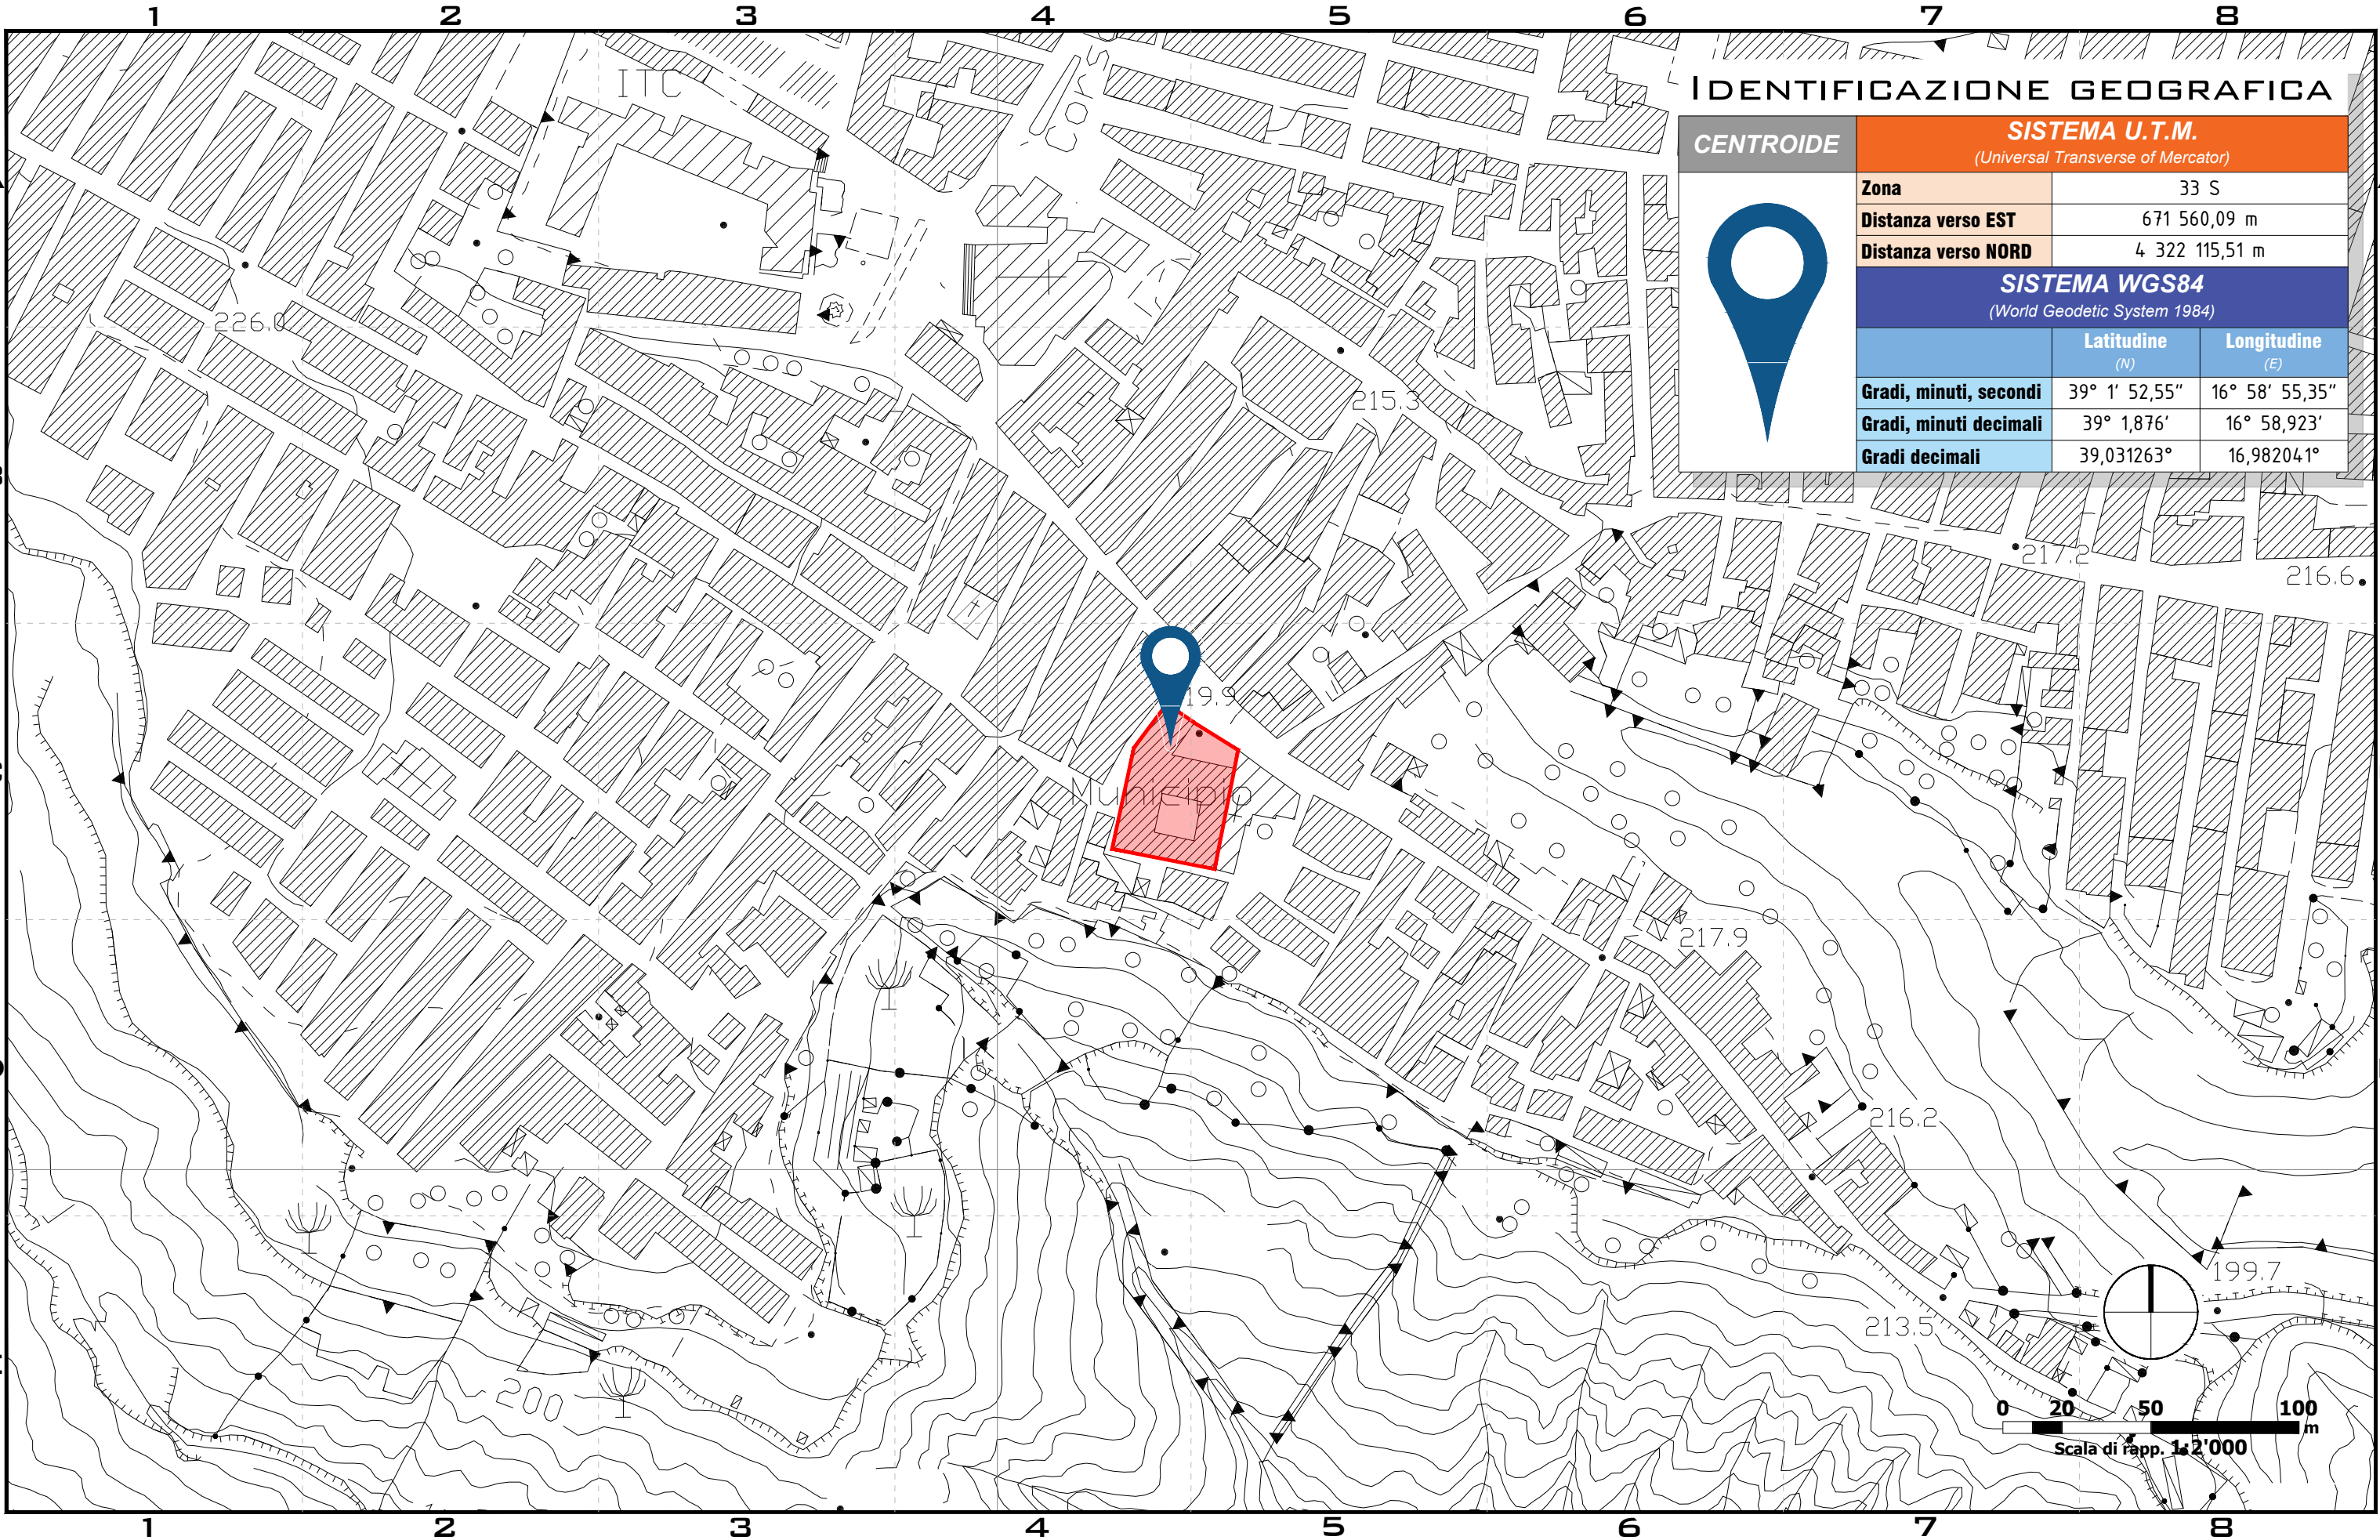 1 2 3 4 5 6 7 8
IDENTIFICAZIONE GEOGRAFICA
CENTROIDE
SISTEMA U.T.M.
(Universal Transverse of Mercator)
Zona 33 S
Distanza verso EST 671 560,09 m
Distanza verso NORD 4 322 115,51 m
SISTEMA WGS84
(World Geodetic System 1984)
Latitudine Longitudine
(N) (E)
Gradi, minuti, secondi 39° 1' 52,55" 16° 58' 55,35"
Gradi, minuti decimali 39° 1,876' 16° 58,923'
Gradi decimali 39,031263° 16,982041°
ITC
226.0
215.3
217.2
216.6
19.9
Municipio
217.9
216.2
199.7
213.5
200
0 20 50 100
m
Scala di rapp. 1:2'000
1 2 3 4 5 6 7 8